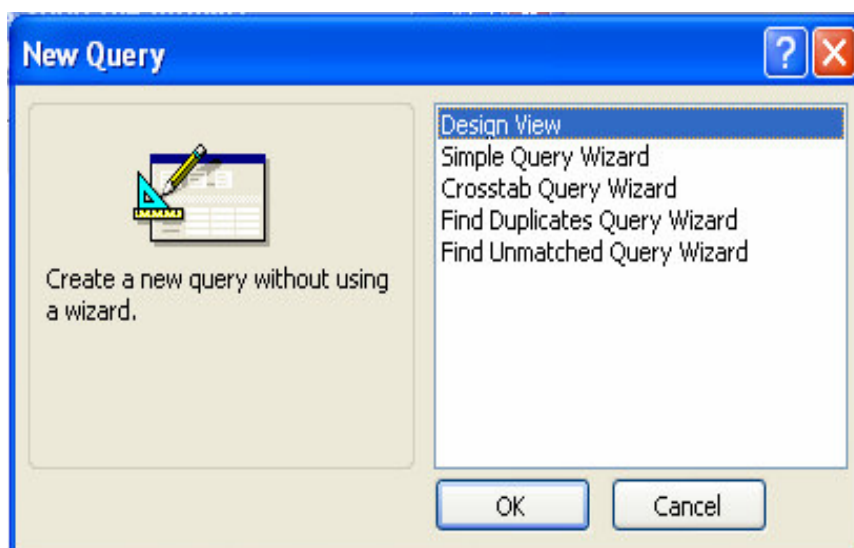 New Query
Design View
Simple Query Wizard
Crosstab Query Wizard
Find Duplicates Query Wizard
Find Unmatched Query Wizard
Create a new query without using
a wizard.
OK
Cancel